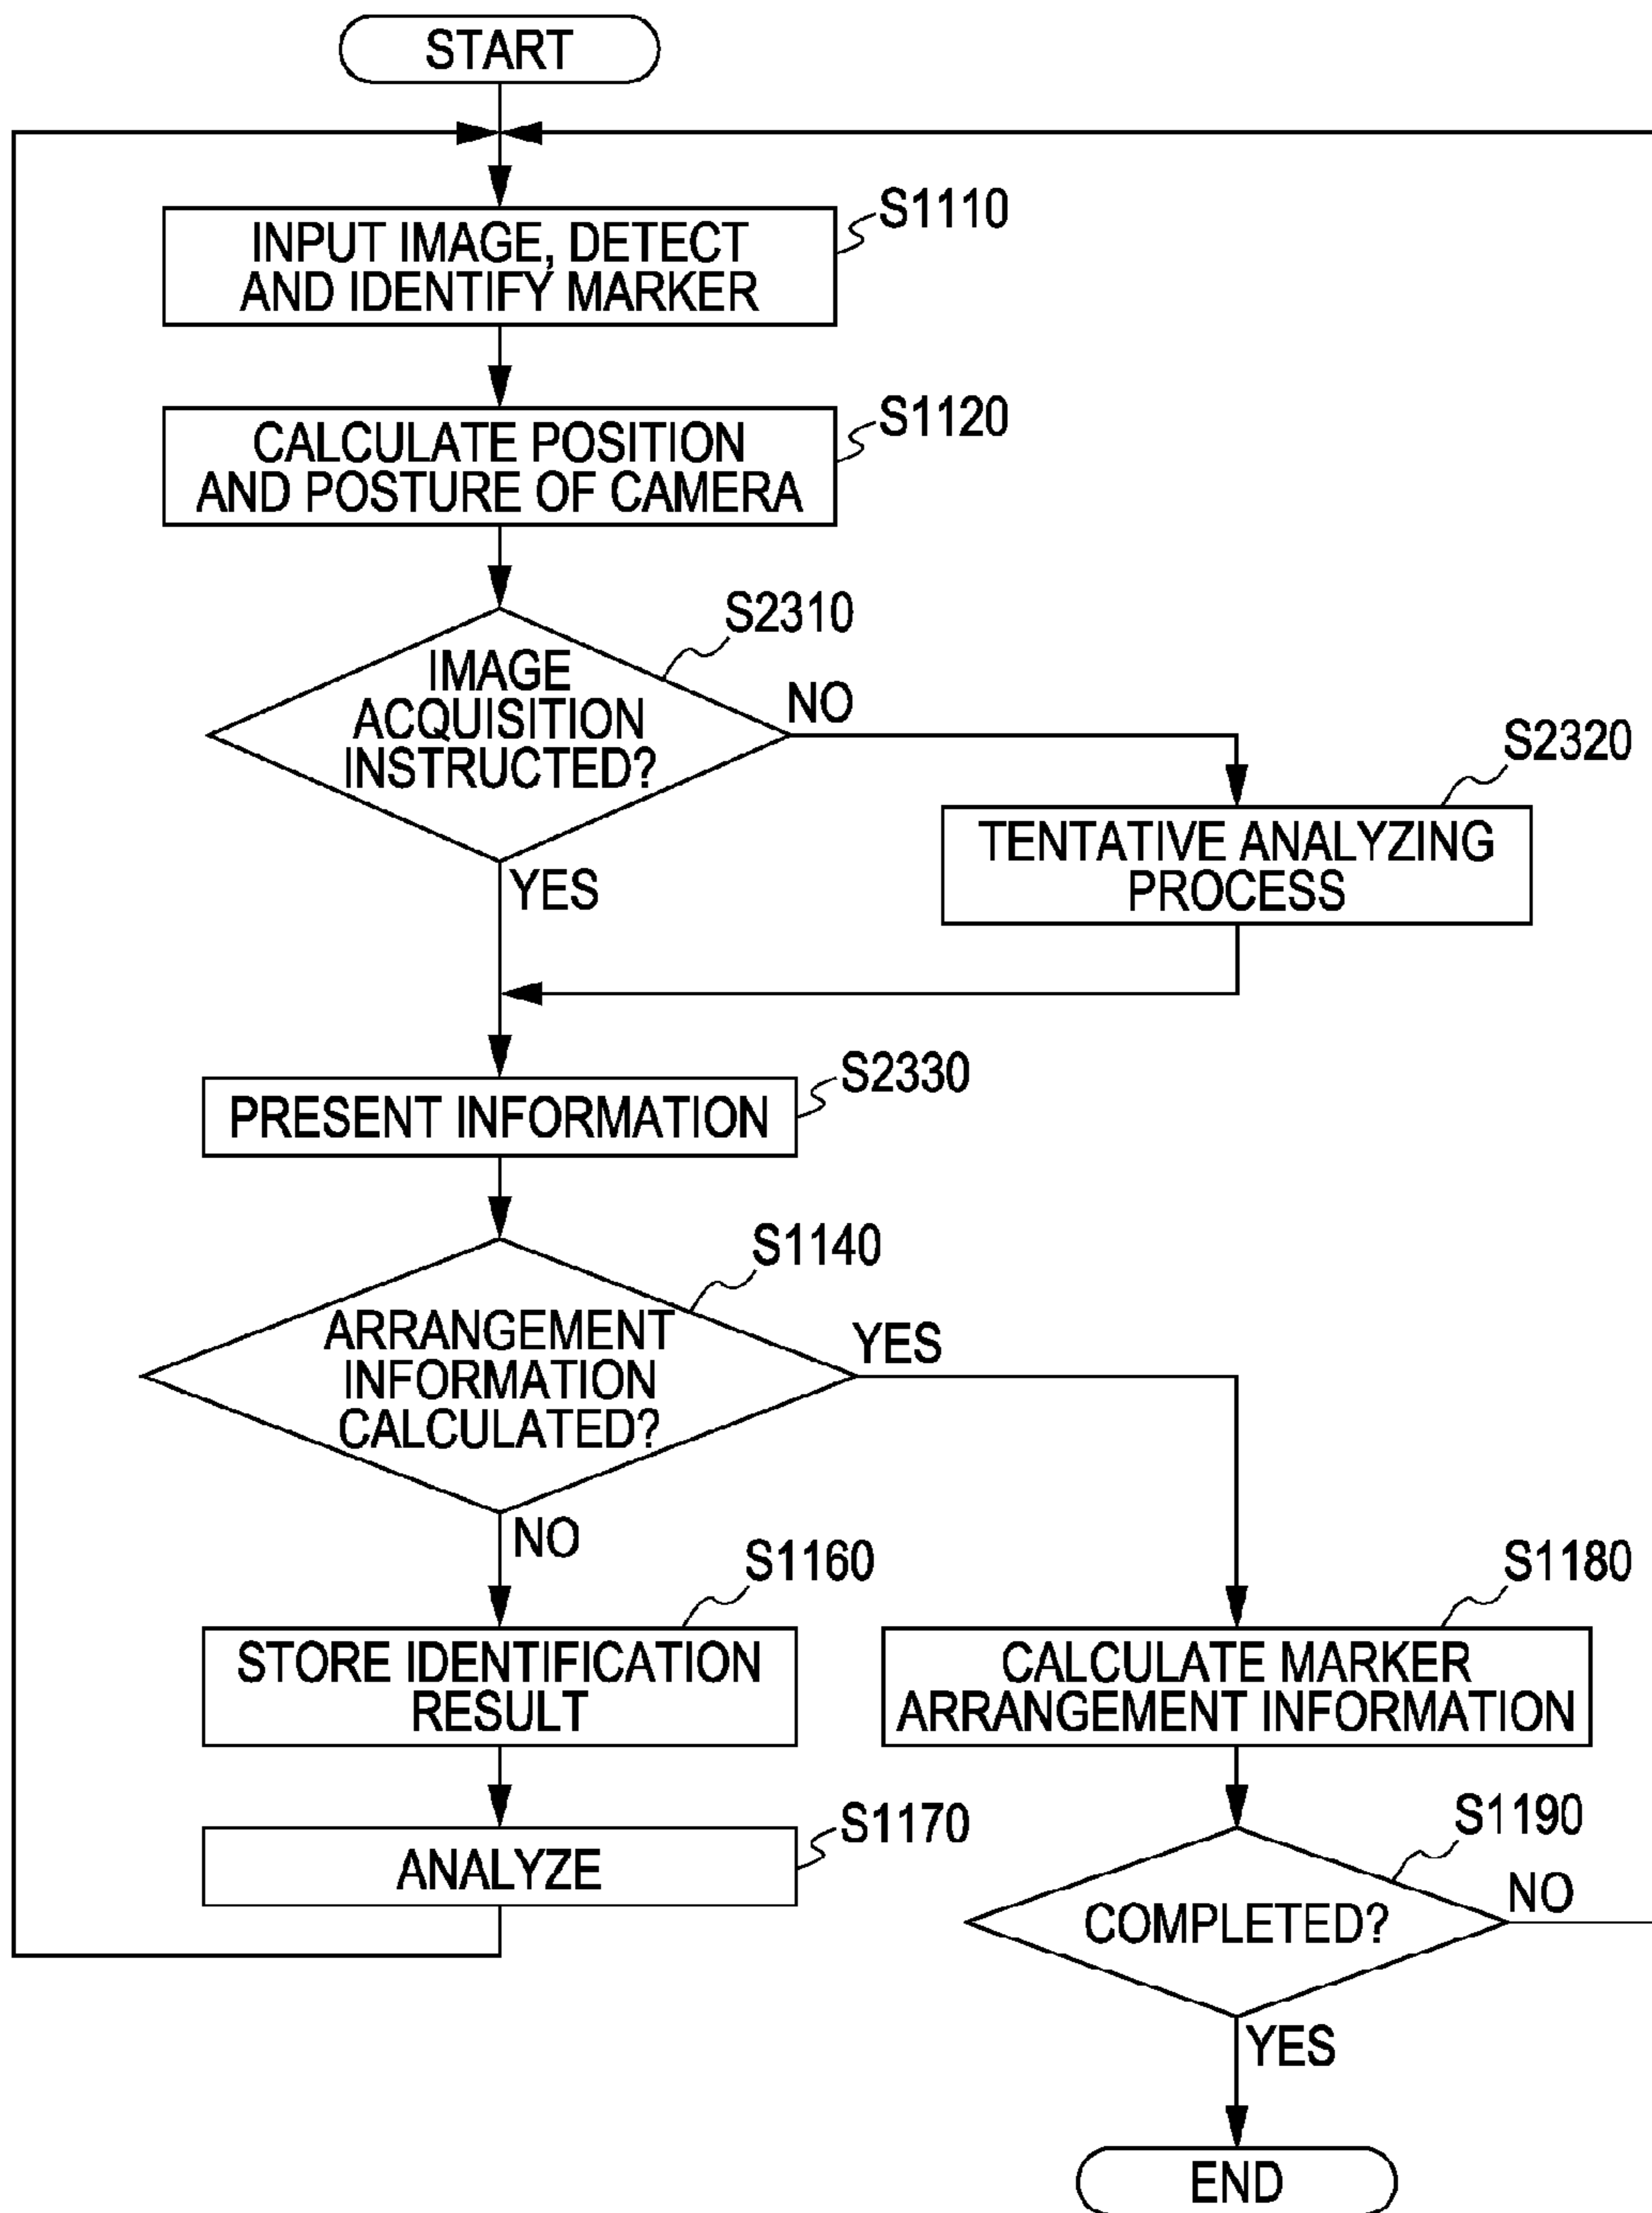 START
S1110
INPUT IMAGE, DETECT
AND IDENTIFY MARKER
S1120
CALCULATE POSITION
AND POSTURE OF CAMERA
S2310
IMAGE
ACQUISITION
INSTRUCTED?
NO
YES
S2320
TENTATIVE ANALYZING
PROCESS
S2330
PRESENT INFORMATION
S1140
ARRANGEMENT
INFORMATION
CALCULATED?
YES
NO
S1160
STORE IDENTIFICATION
RESULT
S1180
CALCULATE MARKER
ARRANGEMENT INFORMATION
S1170
ANALYZE
S1190
COMPLETED?
NO
YES
END